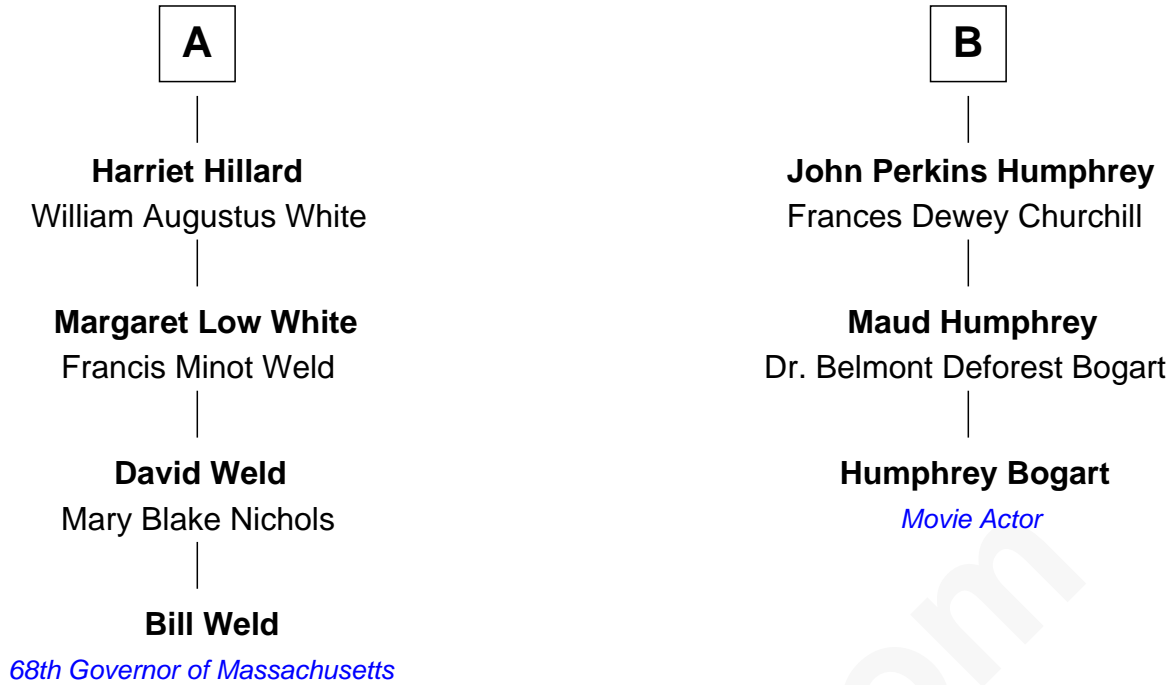 A
Harriet Hillard
William Augustus White
Margaret Low White
Francis Minot Weld
David Weld
Mary Blake Nichols
Bill Weld
68th Governor of Massachusetts
B
John Perkins Humphrey
Frances Dewey Churchill
Maud Humphrey
Dr. Belmont Deforest Bogart
Humphrey Bogart
Movie Actor
om